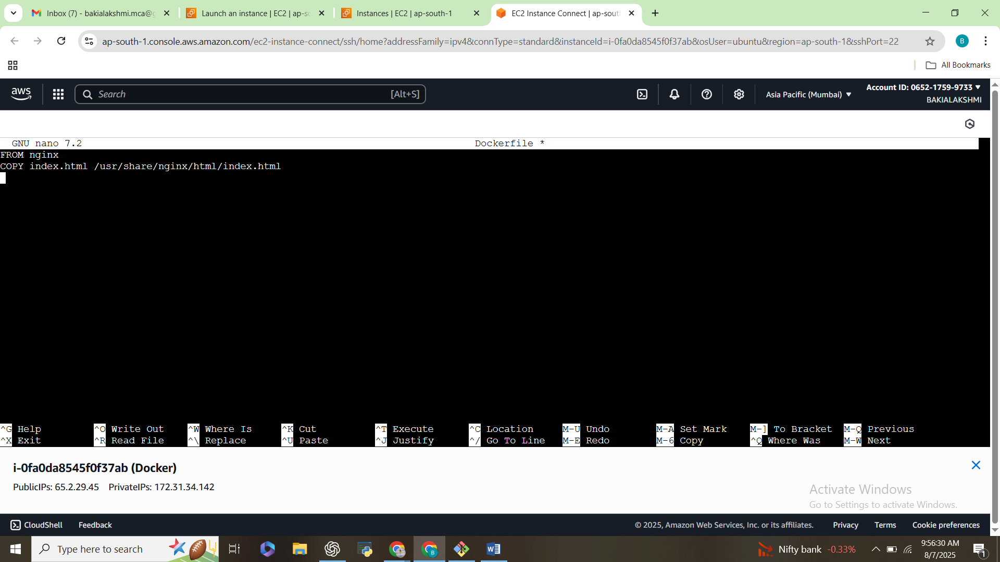 Inbox (7) - bakialakshmi.mca@g
Launch an instance | EC2 | ap-so
Instances | EC2 | ap-south-1
EC2 Instance Connect | ap-sout
ap-south-1.console.aws.amazon.com/ec2-instance-connect/ssh/home?addressFamily=ipv4&connType=standard&instanceId=i-0fa0da8545f0f37ab&osUser=ubuntu&region=ap-south-1&sshPort=22
B
All Bookmarks
aws
Search
[Alt+S]
Asia Pacific (Mumbai)
Account ID: 0652-1759-9733
BAKIALAKSHMI
GNU nano 7.2
Dockerfile *
FROM nginx
COPY index.html /usr/share/nginx/html/index.html
^G Help ^O Write Out ^W Where Is ^K Cut ^T Execute ^C Location M-U Undo M-A Set Mark M-] To Bracket M-Q Previous
^X Exit ^R Read File ^\ Replace ^U Paste ^J Justify ^/ Go To Line M-E Redo M-6 Copy ^Q Where Was M-W Next
i-0fa0da8545f0f37ab (Docker)
PublicIPs: 65.2.29.45 PrivateIPs: 172.31.34.142
Activate Windows
Go to Settings to activate Windows.
CloudShell
Feedback
© 2025, Amazon Web Services, Inc. or its affiliates.
Privacy
Terms
Cookie preferences
Type here to search
Nifty bank -0.33%
9:56:30 AM
8/7/2025
1